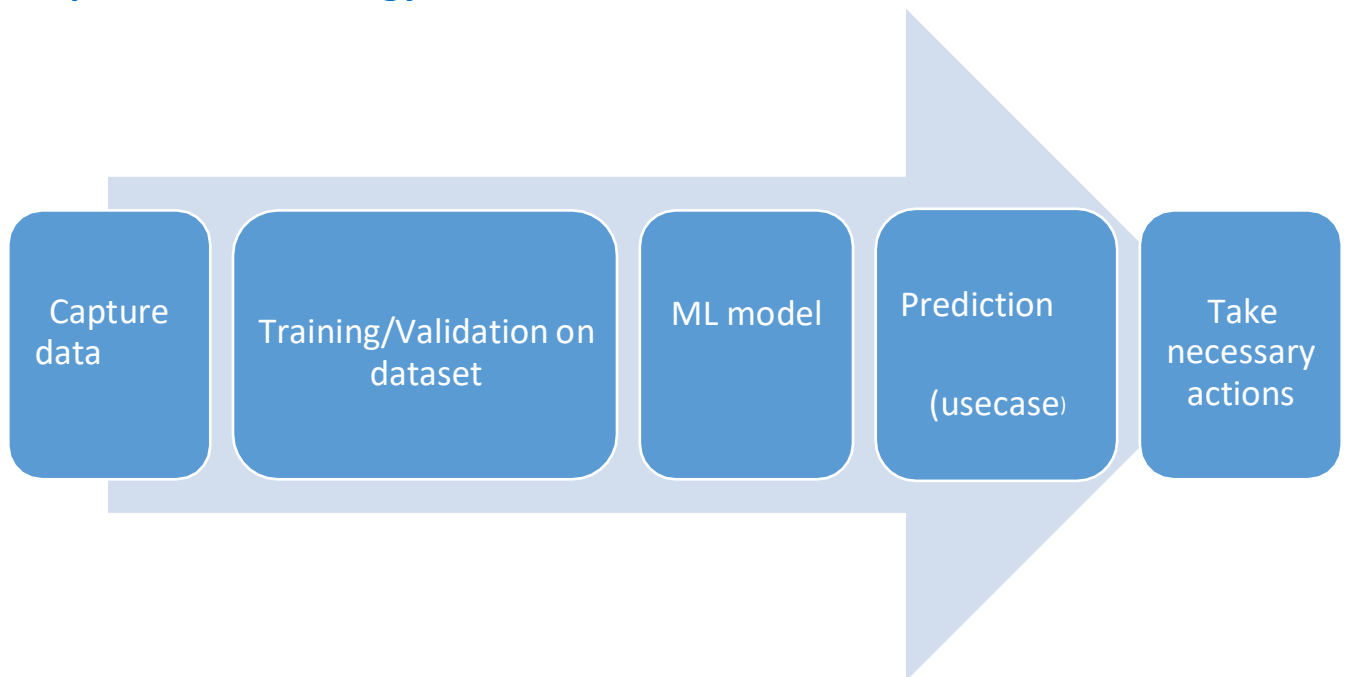 Capture
data
Training/Validation on
dataset
ML model
Prediction
(usecase)
Take
necessary
actions